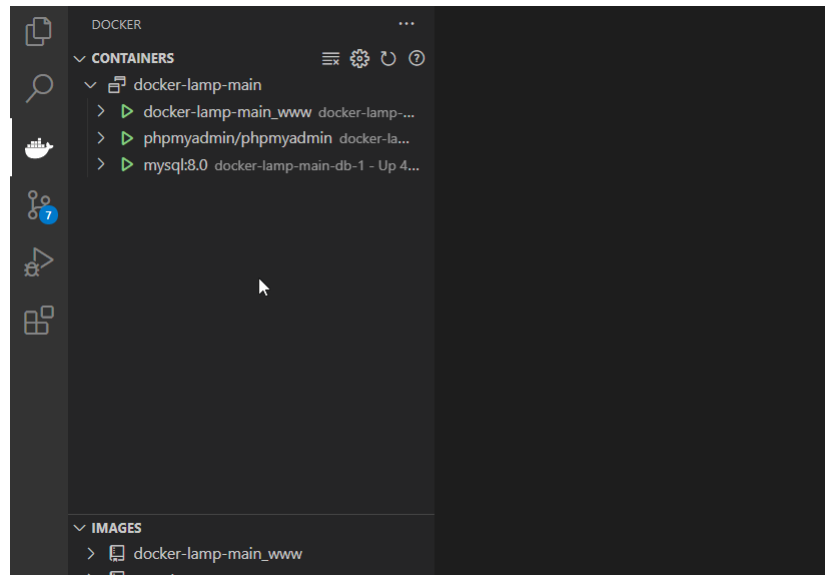 DOCKER
CONTAINERS
docker-lamp-main
docker-lamp-main_www docker-lamp-...
phpmyadmin/phpmyadmin docker-la...
mysql:8.0 docker-lamp-main-db-1 - Up 4...
7
IMAGES
docker-lamp-main_www